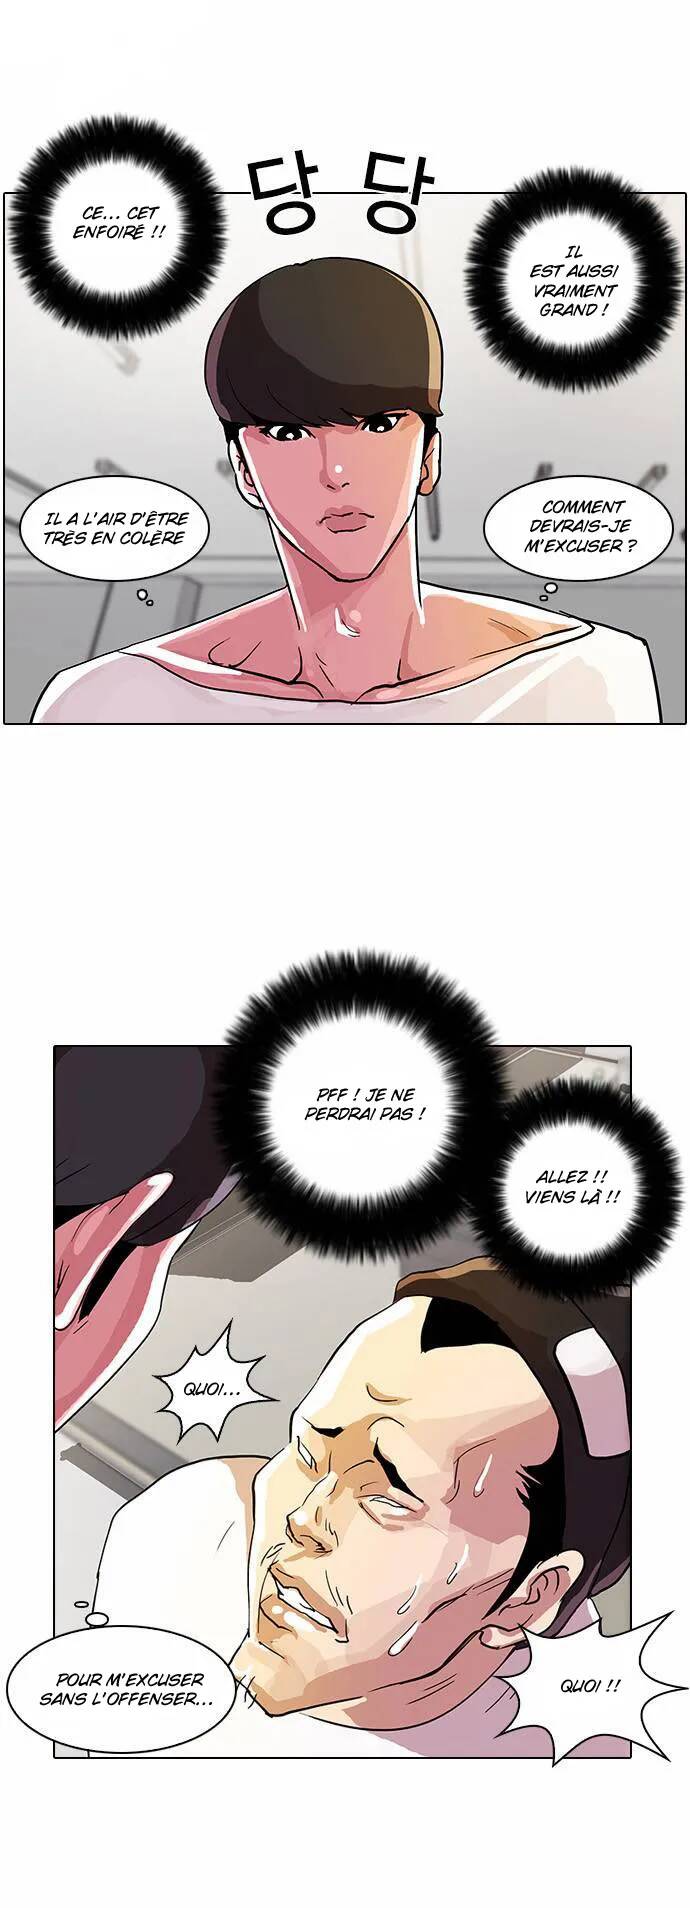 당 당
CE... CET
ENFOIRÉ !!
IL
EST AUSSI
VRAIMENT
GRAND !
IL A L'AIR D'ÊTRE
TRÈS EN COLÈRE
COMMENT
DEVRAIS-JE
M'EXCUSER ?
PFF ! JE NE
PERDRAI PAS !
ALLEZ !!
VIENS LÀ !!
QUOI...
POUR M'EXCUSER
SANS L'OFFENSER...
QUOI !!